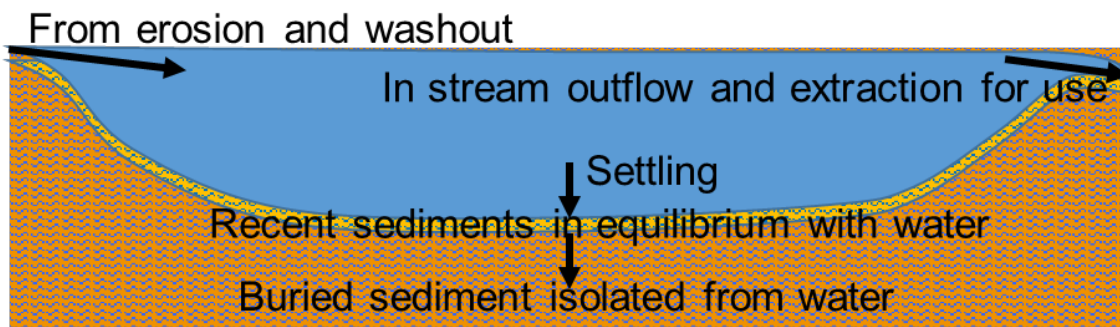 From erosion and washout
In stream outflow and extraction for use
Settling
Recent sediments in equilibrium with water
Buried sediment isolated from water